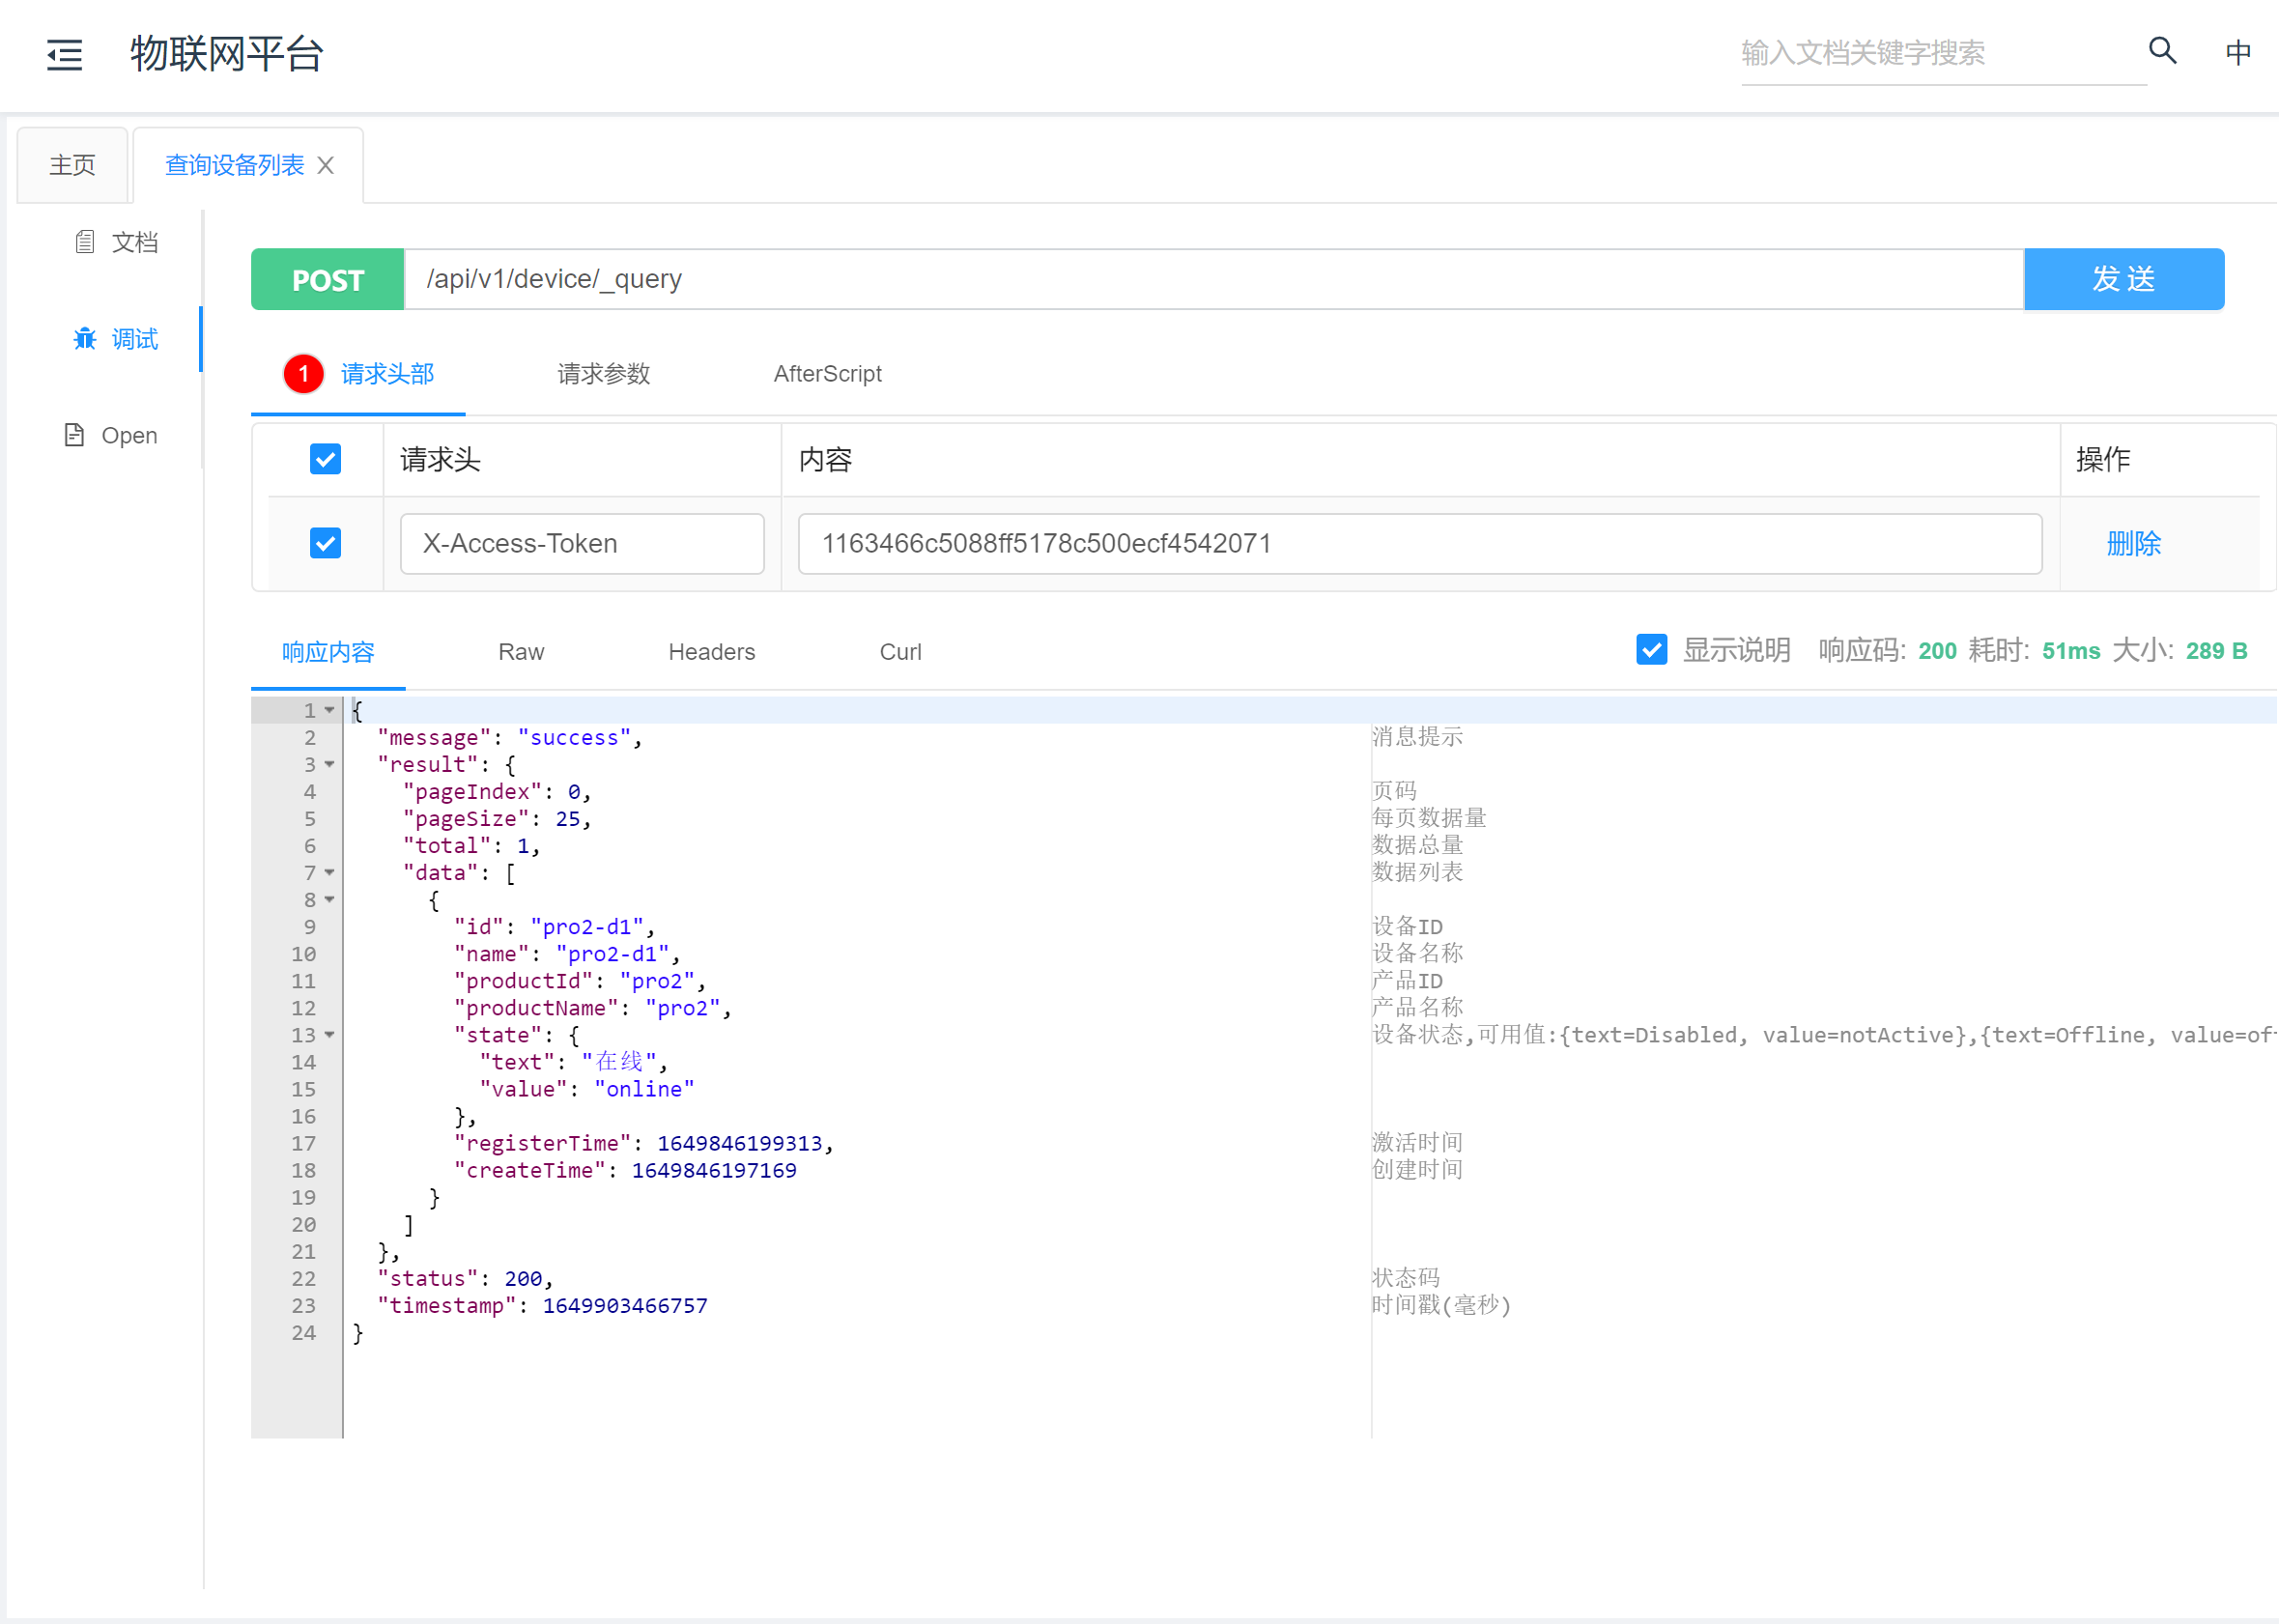 物联网平台
输入文档关键字搜索
中
主页
查询设备列表
文档
调试
Open
POST
/api/v1/device/_query
发 送
1
请求头部
请求参数
AfterScript
请求头
内容
操作
X-Access-Token
1163466c5088ff5178c500ecf4542071
删除
响应内容
Raw
Headers
Curl
显示说明
响应码: 200 耗时: 51ms 大小: 289 B
1 {
2 "message": "success", 消息提示
3 "result": {
4 "pageIndex": 0, 页码
5 "pageSize": 25, 每页数据量
6 "total": 1, 数据总量
7 "data": [ 数据列表
8 {
9 "id": "pro2-d1", 设备ID
10 "name": "pro2-d1", 设备名称
11 "productId": "pro2", 产品ID
12 "productName": "pro2", 产品名称
13 "state": { 设备状态,可用值:{text=Disabled, value=notActive},{text=Offline, value=of
14 "text": "在线",
15 "value": "online"
16 },
17 "registerTime": 1649846199313, 激活时间
18 "createTime": 1649846197169 创建时间
19 }
20 ]
21 },
22 "status": 200, 状态码
23 "timestamp": 1649903466757 时间戳(毫秒)
24 }